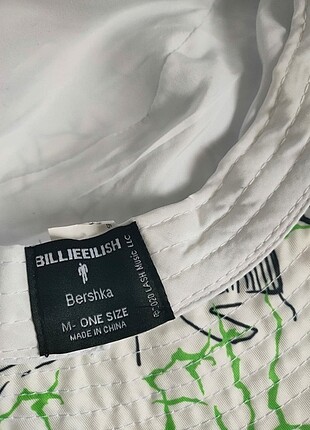 BILLIEEILISH
Bershka
M- ONE SIZE
MADE IN CHINA
©2020 LASH MUSIC LLC